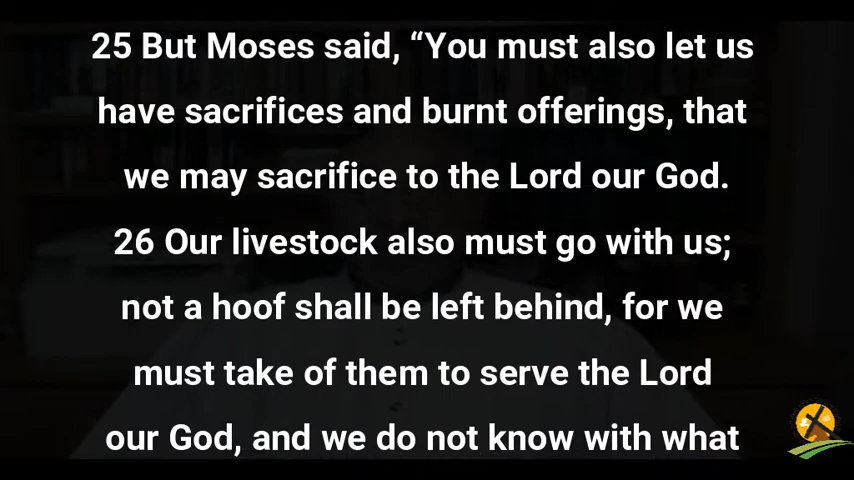 25 But Moses said, “You must also let us
have sacrifices and burnt offerings, that
we may sacrifice to the Lord our God.
26 Our livestock also must go with us;
not a hoof shall be left behind, for we
must take of them to serve the Lord
our God, and we do not know with what